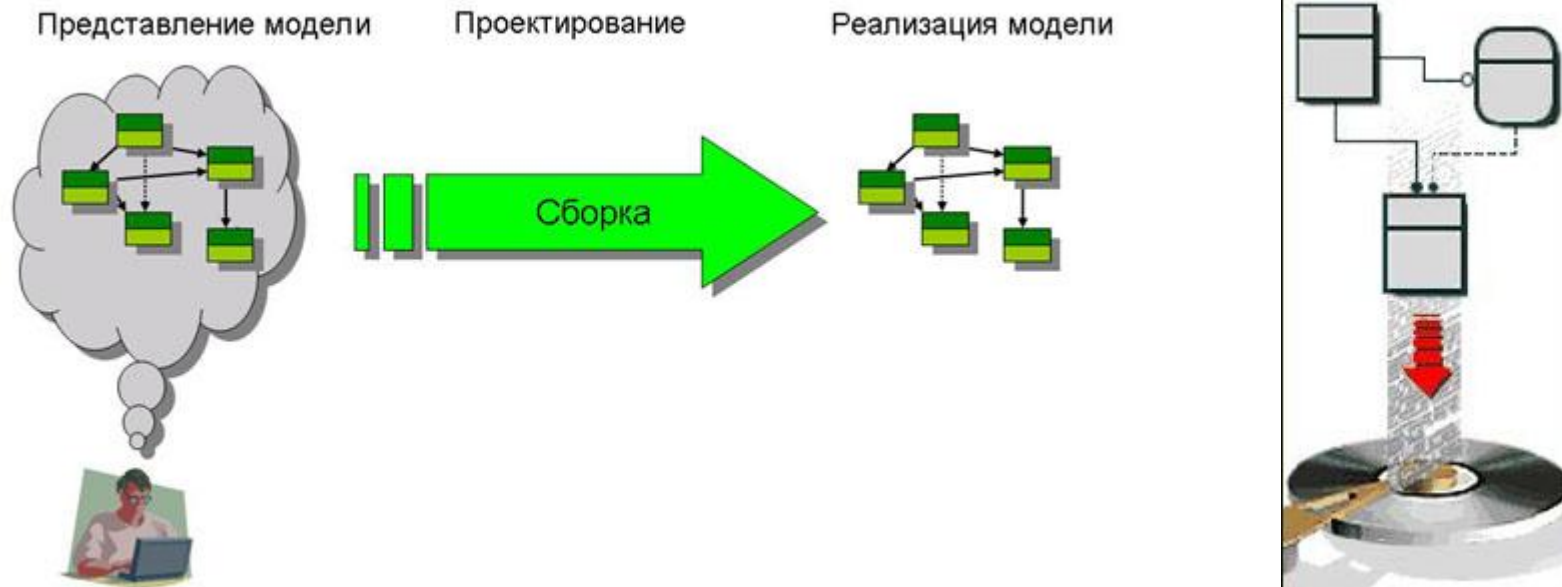 Представление модели
Проектирование
Реализация модели
Сборка